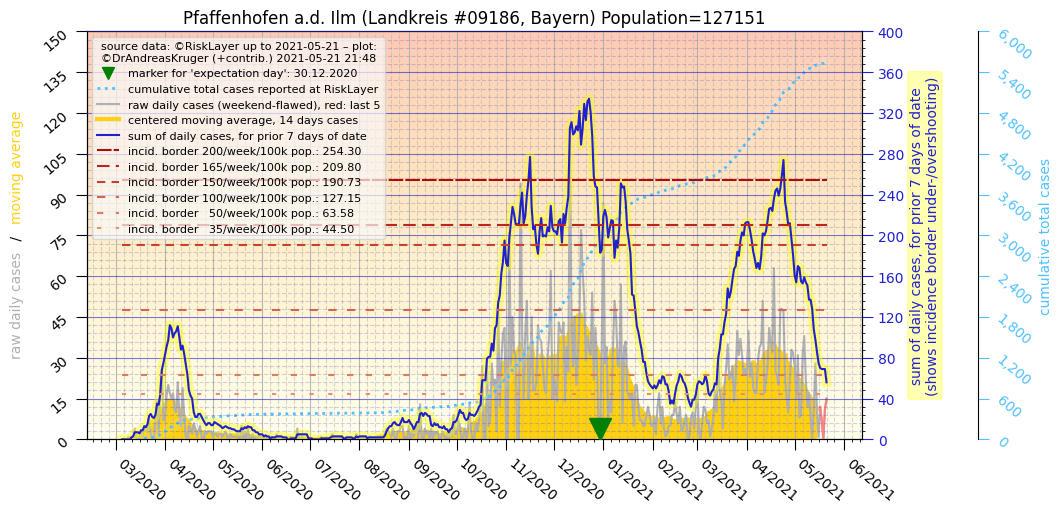 Pfaffenhofen a.d. Ilm (Landkreis #09186, Bayern) Population=127151
source data: ©RiskLayer up to 2021-05-21 – plot:
©DrAndreasKruger (+contrib.) 2021-05-21 21:48
marker for 'expectation day': 30.12.2020
cumulative total cases reported at RiskLayer
raw daily cases (weekend-flawed), red: last 5
centered moving average, 14 days cases
sum of daily cases, for prior 7 days of date
incid. border 200/week/100k pop.: 254.30
incid. border 165/week/100k pop.: 209.80
incid. border 150/week/100k pop.: 190.73
incid. border 100/week/100k pop.: 127.15
incid. border 50/week/100k pop.: 63.58
incid. border 35/week/100k pop.: 44.50
raw daily cases / moving average
150
135
120
105
90
75
60
45
30
15
0
03/2020
04/2020
05/2020
06/2020
07/2020
08/2020
09/2020
10/2020
11/2020
12/2020
01/2021
02/2021
03/2021
04/2021
05/2021
06/2021
400
360
320
280
240
200
160
120
80
40
0
sum of daily cases, for prior 7 days of date
(shows incidence border under-/overshooting)
6,000
5,400
4,800
4,200
3,600
3,000
2,400
1,800
1,200
600
0
cumulative total cases